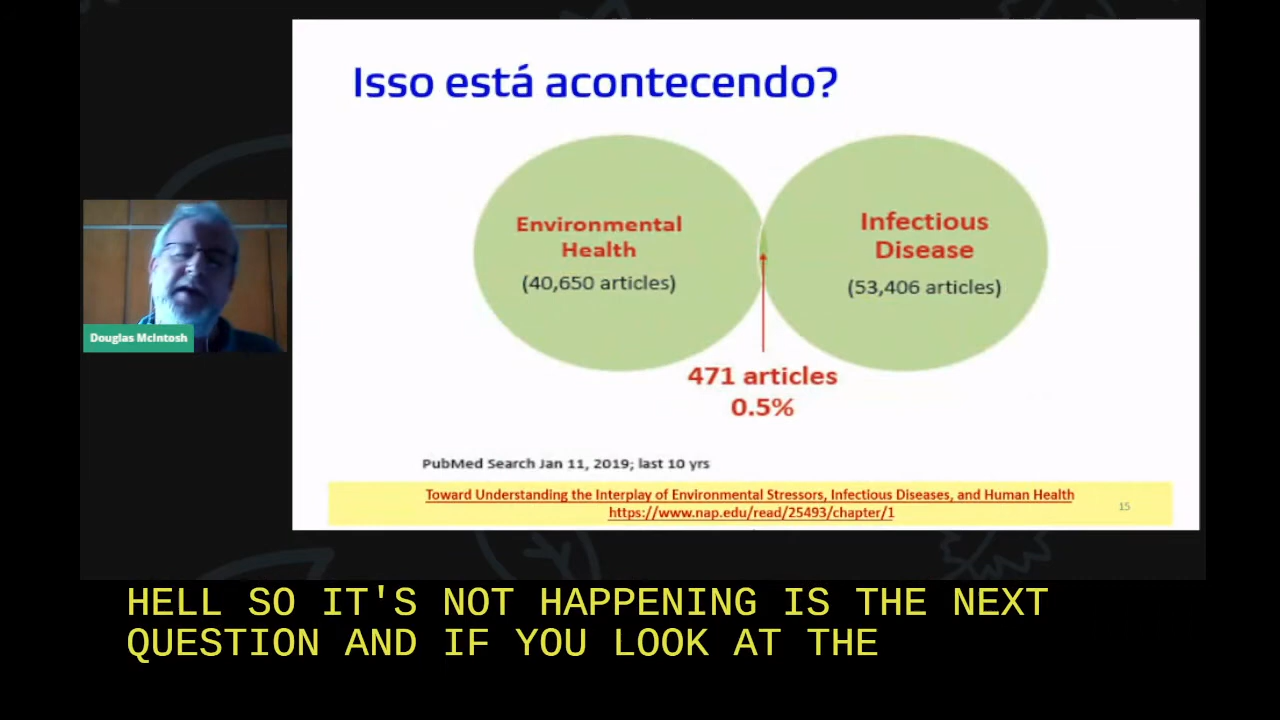 Isso está acontecendo?
Environmental
Health
(40,650 articles)
Infectious
Disease
(53,406 articles)
471 articles
0.5%
Douglas McIntosh
PubMed Search Jan 11, 2019; last 10 yrs
Toward Understanding the Interplay of Environmental Stressors, Infectious Diseases, and Human Health
https://www.nap.edu/read/25493/chapter/1
15
HELL SO IT'S NOT HAPPENING IS THE NEXT
QUESTION AND IF YOU LOOK AT THE